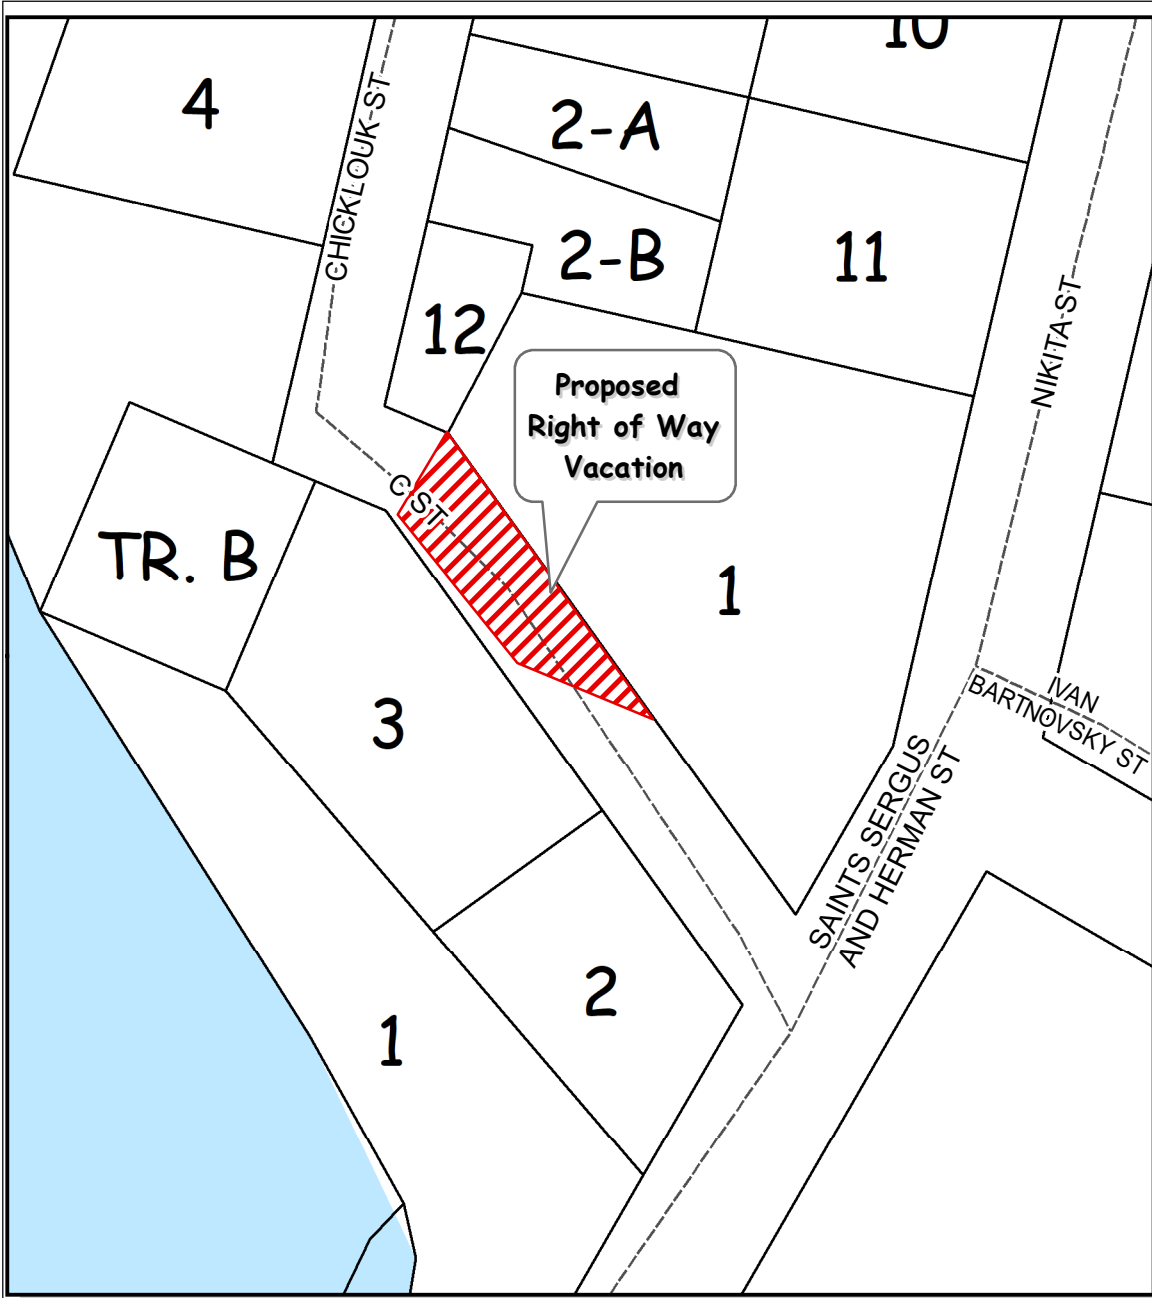 10
4
CHICKLOUK ST
2-A
2-B
11
12
NIKITA ST
Proposed
Right of Way
Vacation
C ST
TR. B
1
3
IVAN
BARTNOVSKY ST
SAINTS SERGUS
AND HERMAN ST
2
1